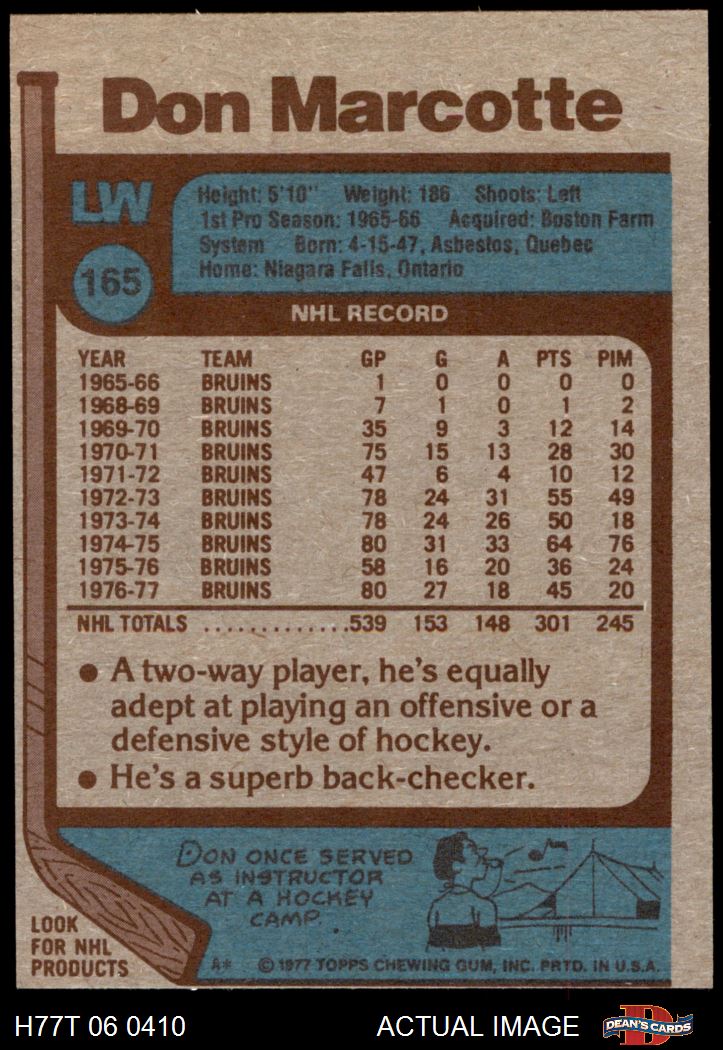 Don Marcotte
LW
165
Height: 5'10" Weight: 186 Shoots: Left
1st Pro Season: 1965-66 Acquired: Boston Farm
System Born: 4-15-47, Asbestos, Quebec
Home: Niagara Falls, Ontario
NHL RECORD
YEAR TEAM GP G A PTS PIM
1965-66 BRUINS 1 0 0 0 0
1968-69 BRUINS 7 1 0 1 2
1969-70 BRUINS 35 9 3 12 14
1970-71 BRUINS 75 15 13 28 30
1971-72 BRUINS 47 6 4 10 12
1972-73 BRUINS 78 24 31 55 49
1973-74 BRUINS 78 24 26 50 18
1974-75 BRUINS 80 31 33 64 76
1975-76 BRUINS 58 16 20 36 24
1976-77 BRUINS 80 27 18 45 20
NHL TOTALS .............539 153 148 301 245
● A two-way player, he's equally
adept at playing an offensive or a
defensive style of hockey.
● He's a superb back-checker.
DON ONCE SERVED
AS INSTRUCTOR
AT A HOCKEY
CAMP.
LOOK
FOR NHL
PRODUCTS
A* © 1977 TOPPS CHEWING GUM, INC. PRTD. IN U.S.A.
H77T 06 0410 ACTUAL IMAGE
D
DEAN'S CARDS